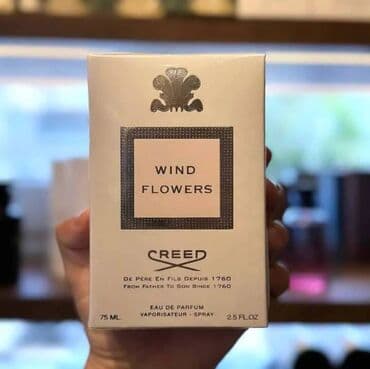 WIND
FLOWERS
CREED
DE PÈRE EN FILS DEPUIS 1760
FROM FATHER TO SON SINCE 1760
EAU DE PARFUM
75 ML. VAPORISATEUR - SPRAY 2.5 FL.OZ